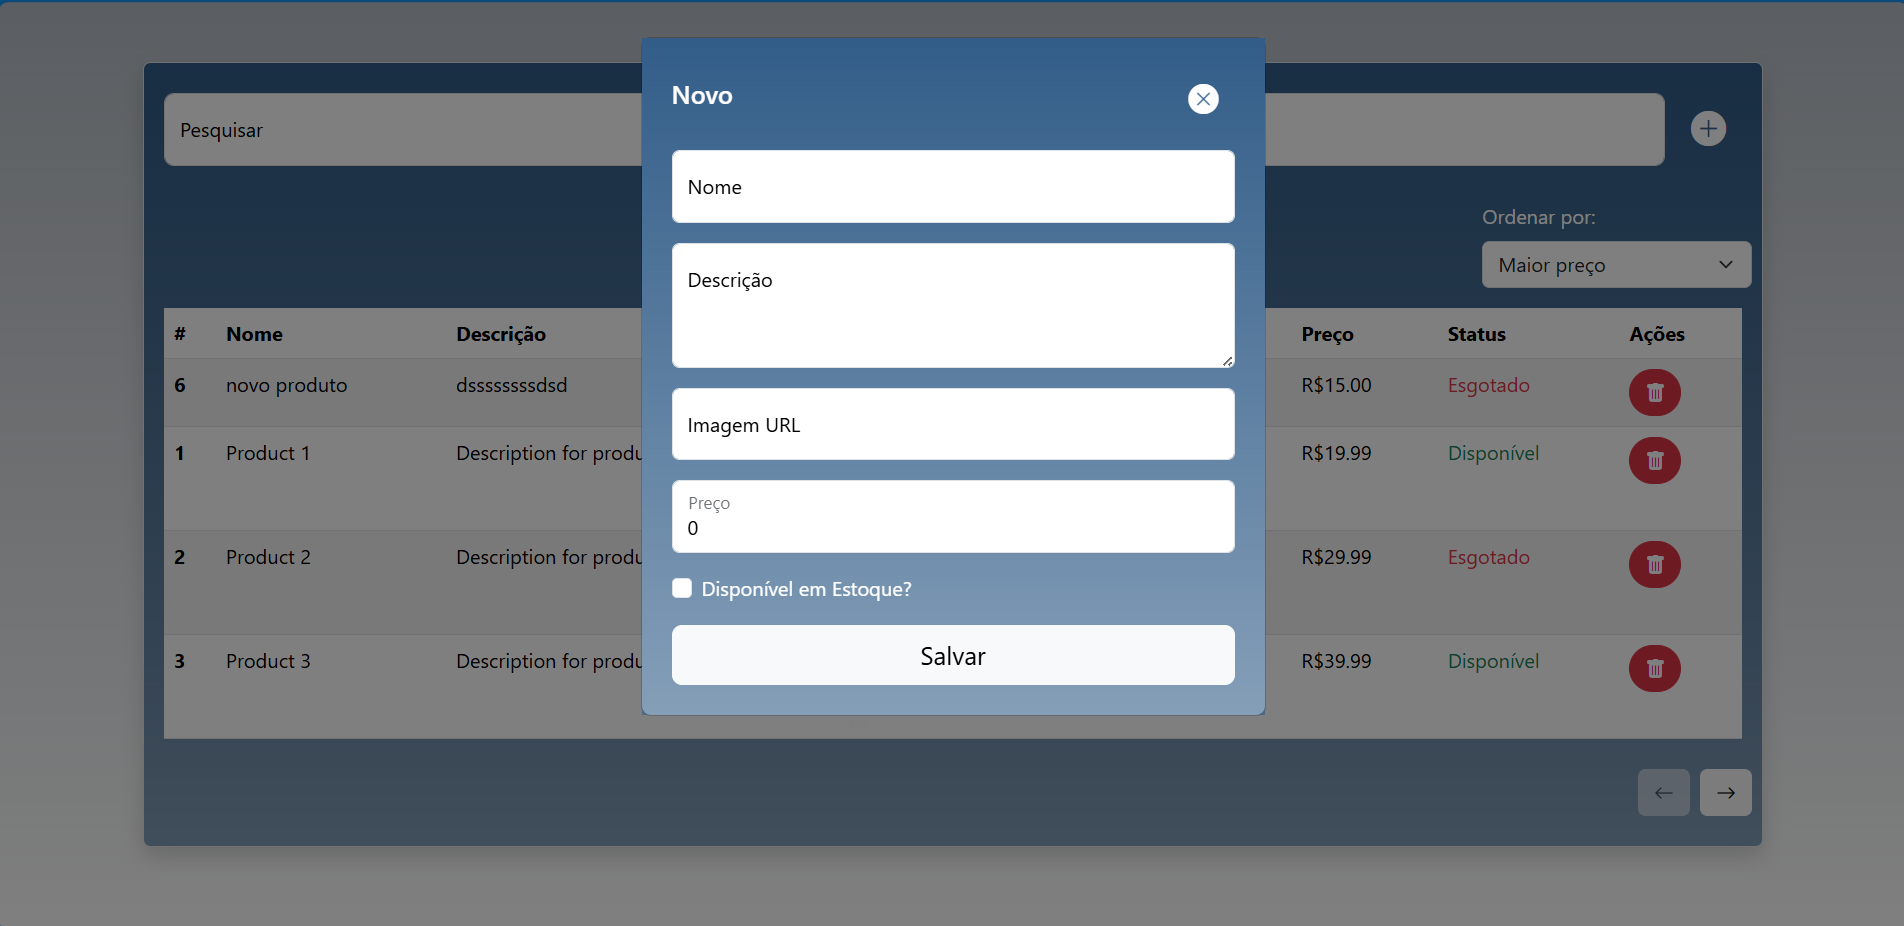 Novo
Pesquisar
Nome
Ordenar por:
Maior preço
Descrição
Imagem URL
Preço
0
Disponível em Estoque?
Salvar
# Nome Descrição Preço Status Ações
6 novo produto dsssssssdsd R$15.00 Esgotado
1 Product 1 Description for produ R$19.99 Disponível
2 Product 2 Description for produ R$29.99 Esgotado
3 Product 3 Description for produ R$39.99 Disponível